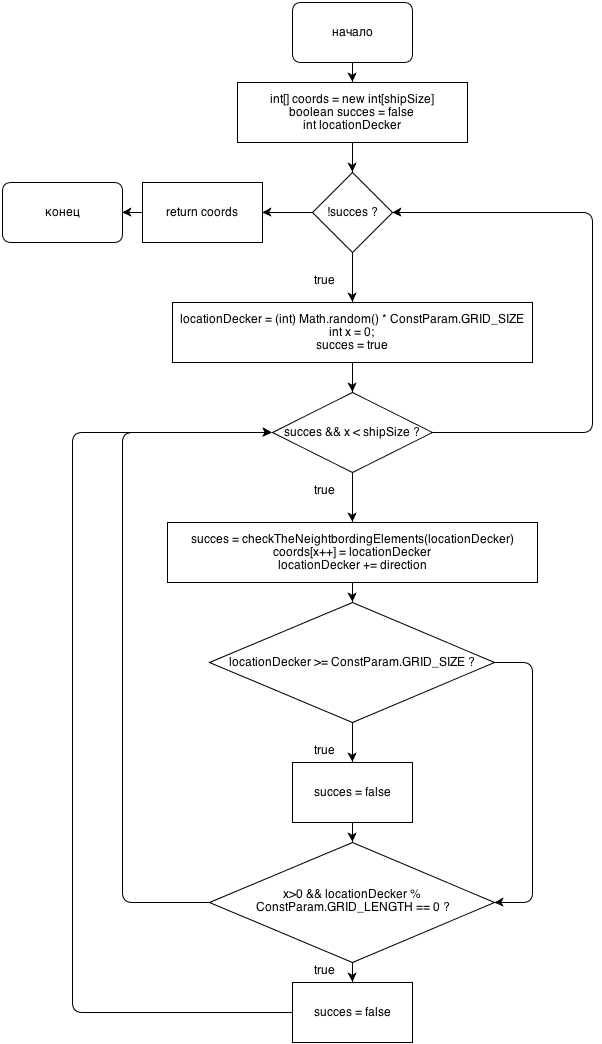 начало
int[] coords = new int[shipSize]
boolean succes = false
int locationDecker
конец
return coords
!succes ?
true
locationDecker = (int) Math.random() * ConstParam.GRID_SIZE
int x = 0;
succes = true
succes && x < shipSize ?
true
succes = checkTheNeightbordingElements(locationDecker)
coords[x++] = locationDecker
locationDecker += direction
locationDecker >= ConstParam.GRID_SIZE ?
true
succes = false
x>0 && locationDecker %
ConstParam.GRID_LENGTH == 0 ?
true
succes = false